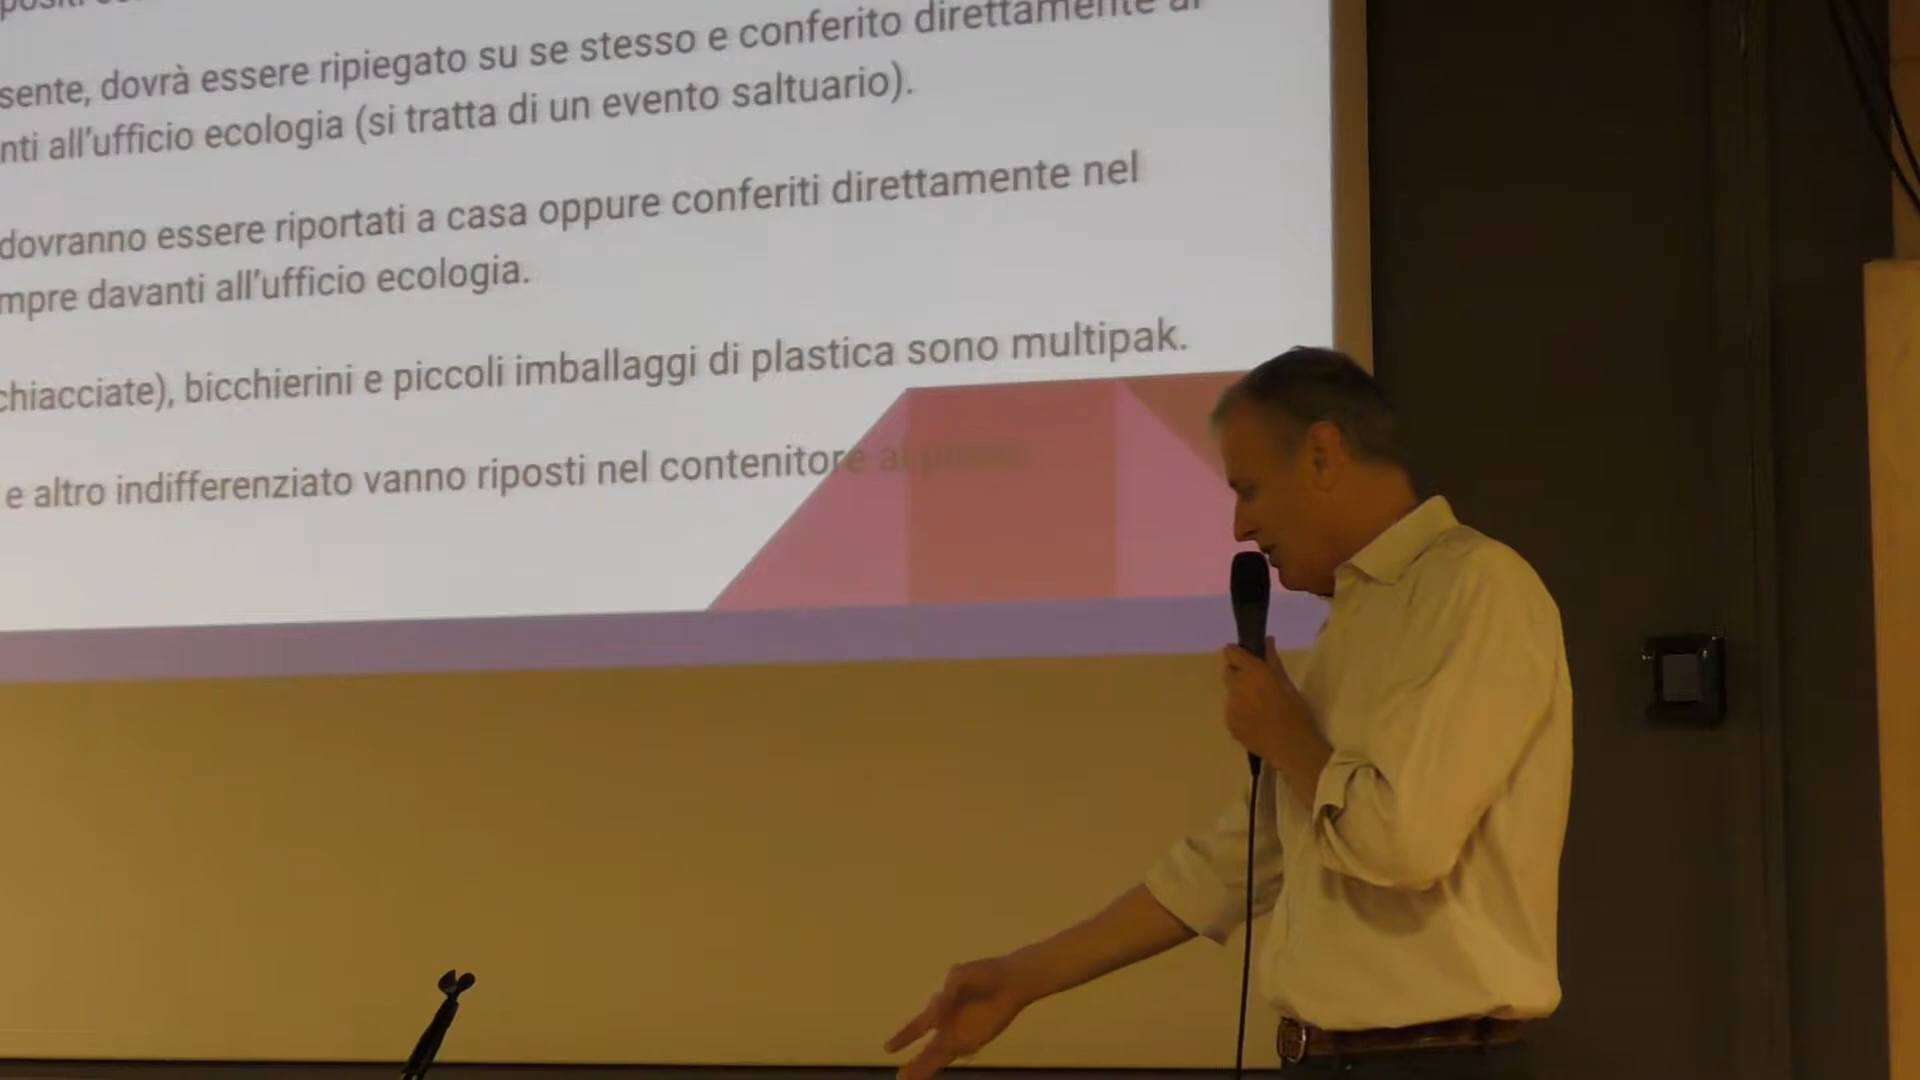 sente, dovrà essere ripiegato su se stesso e conferito direttamente al
nti all'ufficio ecologia (si tratta di un evento saltuario).
dovranno essere riportati a casa oppure conferiti direttamente nel
mpre davanti all'ufficio ecologia.
chiacciate), bicchierini e piccoli imballaggi di plastica sono multipak.
e altro indifferenziato vanno riposti nel contenitore al